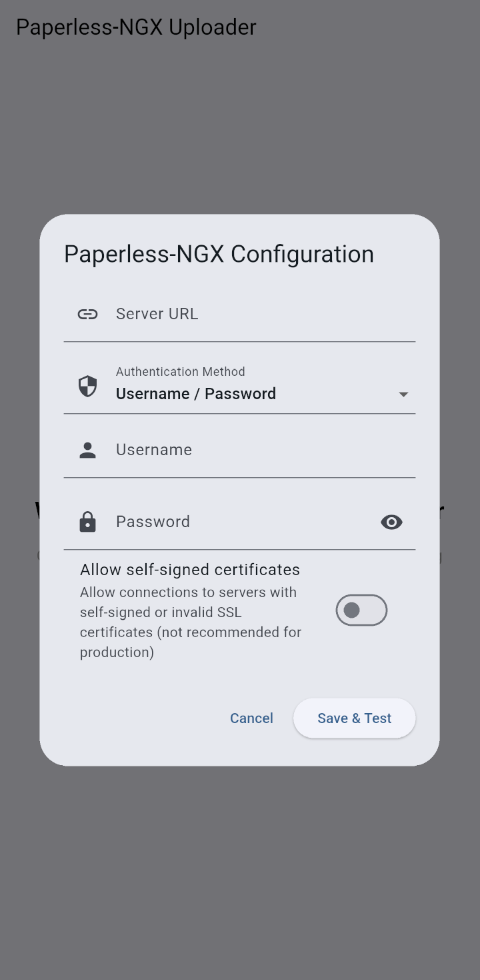 Paperless-NGX Uploader
Paperless-NGX Configuration
Server URL
Authentication Method
Username / Password
Username
Password
Allow self-signed certificates
Allow connections to servers with
self-signed or invalid SSL
certificates (not recommended for
production)
Cancel
Save & Test